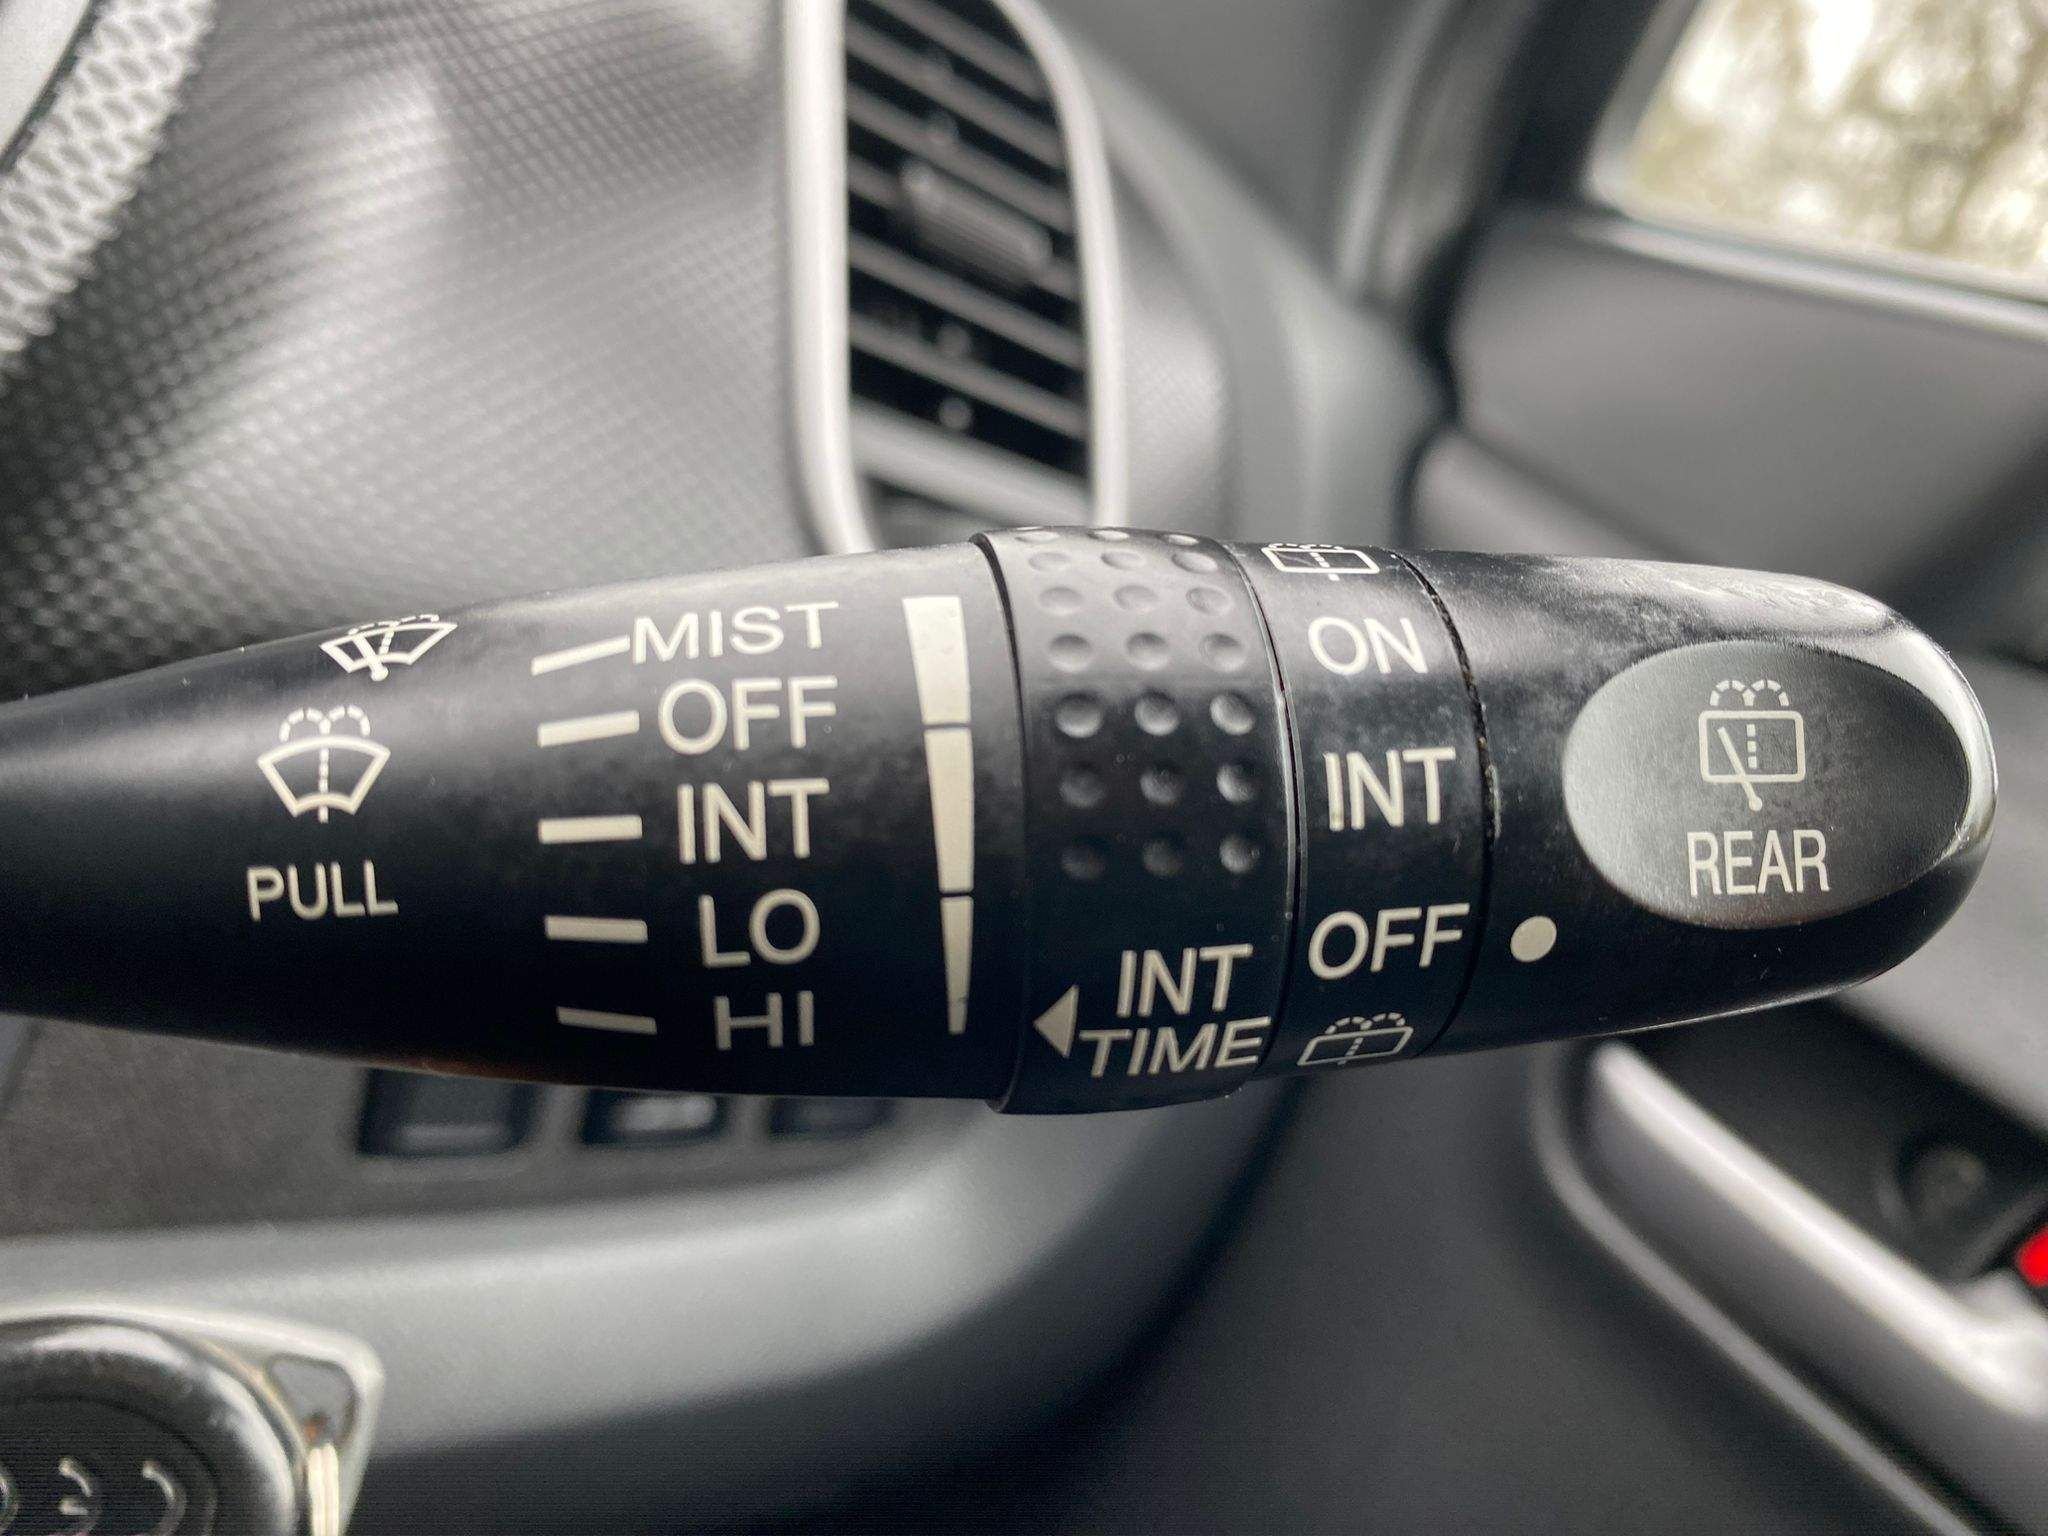 MIST
OFF
INT
LO
HI
PULL
INT
TIME
ON
INT
OFF
REAR